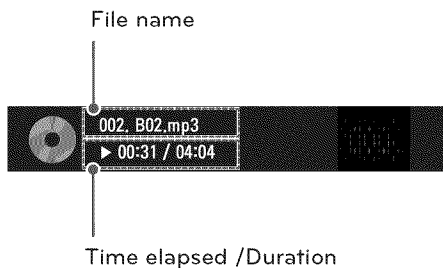 File name
002. B02.mp3
▶ 00:31 / 04:04
Time elapsed /Duration